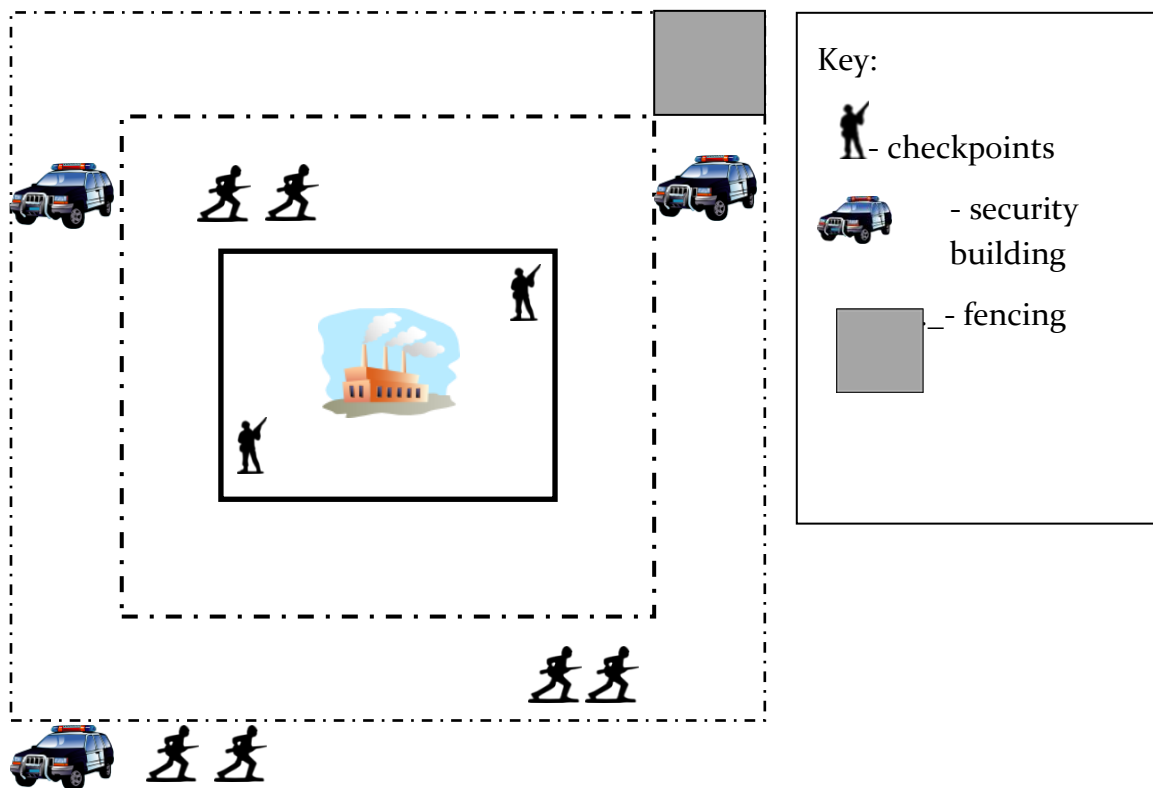 Key:
- checkpoints
- security
building
._- fencing